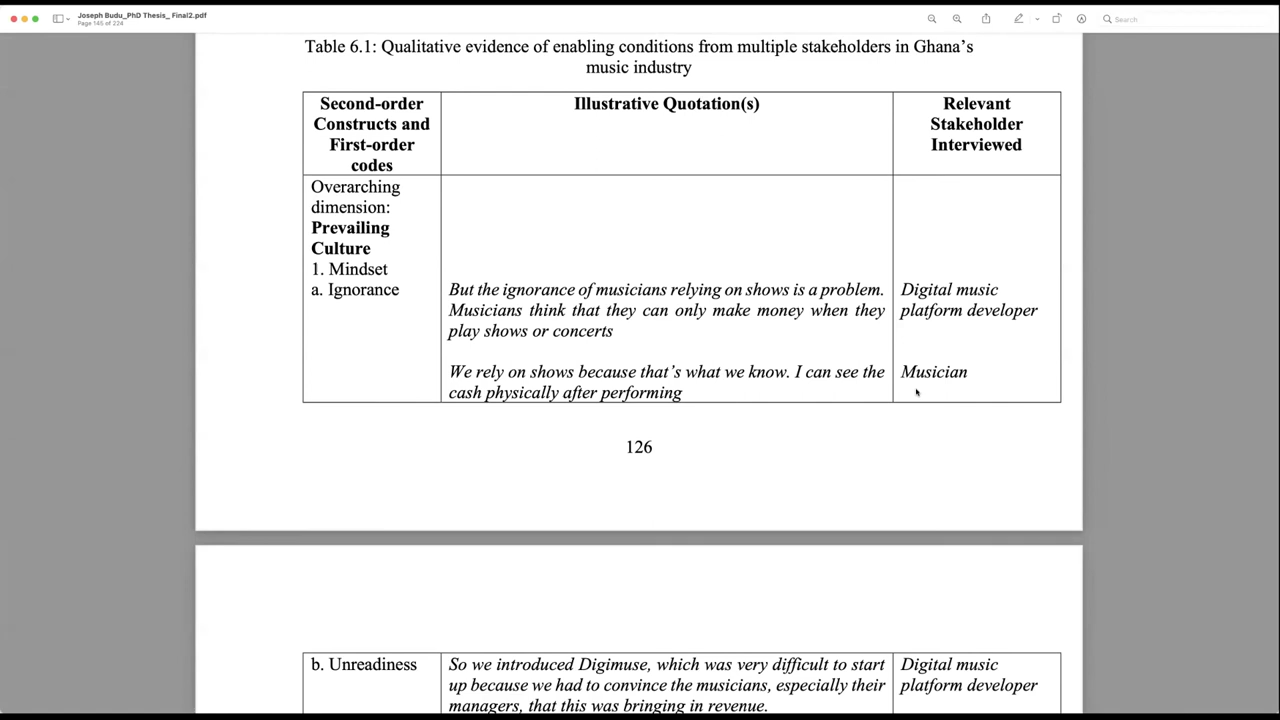 Joseph Budu_PhD Thesis_ Final2.pdf
Page 145 of 224
Search
Table 6.1: Qualitative evidence of enabling conditions from multiple stakeholders in Ghana's
music industry
Second-order
Constructs and
First-order
codes
Illustrative Quotation(s)
Relevant
Stakeholder
Interviewed
Overarching
dimension:
Prevailing
Culture
1. Mindset
a. Ignorance
But the ignorance of musicians relying on shows is a problem.
Musicians think that they can only make money when they
play shows or concerts
Digital music
platform developer
We rely on shows because that's what we know. I can see the
cash physically after performing
Musician
126
b. Unreadiness
So we introduced Digimuse, which was very difficult to start
up because we had to convince the musicians, especially their
managers, that this was bringing in revenue.
Digital music
platform developer